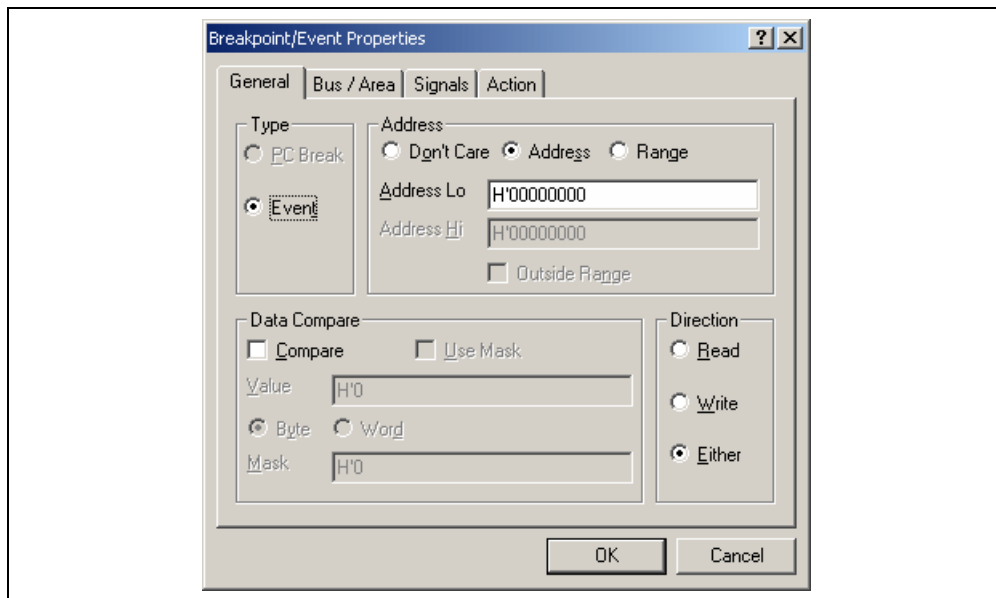 Breakpoint/Event Properties
General Bus / Area Signals Action
Type
PC Break
Event
Address
Don't Care Address Range
Address Lo H'00000000
Address Hi H'00000000
Outside Range
Data Compare
Compare Use Mask
Value H'0
Byte Word
Mask H'0
Direction
Read
Write
Either
OK Cancel